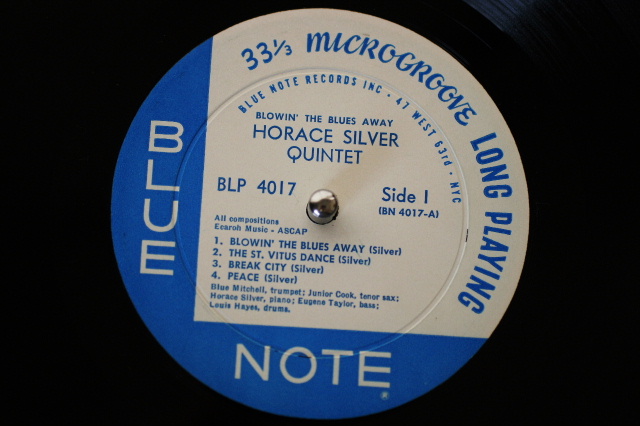 33 1/3 MICROGROOVE LONG PLAYING
BLUE NOTE RECORDS INC · 47 WEST 63rd · NYC
BLOWIN' THE BLUES AWAY
HORACE SILVER
QUINTET
BLP 4017
Side 1
(BN 4017-A)
All compositions
Ecaroh Music - ASCAP
1. BLOWIN' THE BLUES AWAY (Silver)
2. THE ST. VITUS DANCE (Silver)
3. BREAK CITY (Silver)
4. PEACE (Silver)
Blue Mitchell, trumpet; Junior Cook, tenor sax;
Horace Silver, piano; Eugene Taylor, bass;
Louis Hayes, drums.
BLUE
NOTE
®